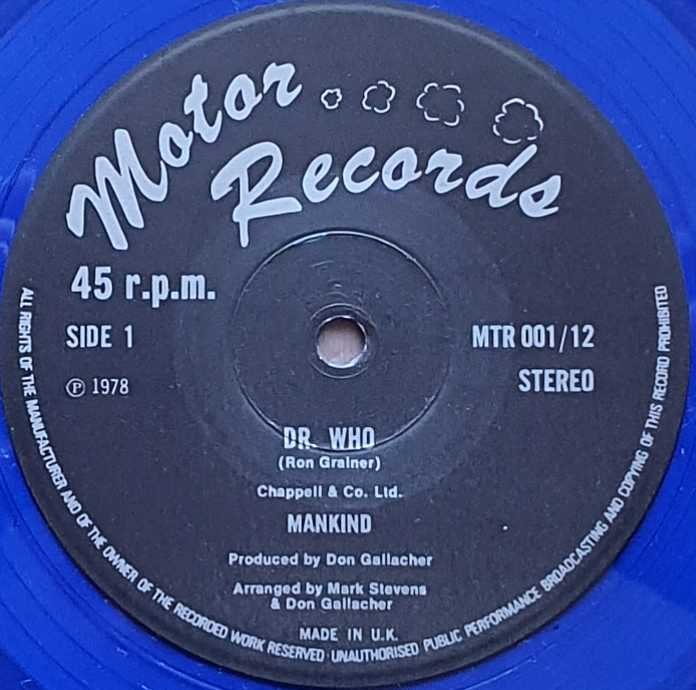 Motor
Records
45 r.p.m.
SIDE 1
MTR 001/12
Ⓟ 1978
STEREO
DR. WHO
(Ron Grainer)
Chappell & Co. Ltd.
MANKIND
Produced by Don Gallacher
Arranged by Mark Stevens
& Don Gallacher
MADE IN U.K.
ALL RIGHTS OF THE MANUFACTURER AND OF THE OWNER OF THE RECORDED WORK RESERVED · UNAUTHORISED PUBLIC PERFORMANCE BROADCASTING AND COPYING OF THIS RECORD PROHIBITED